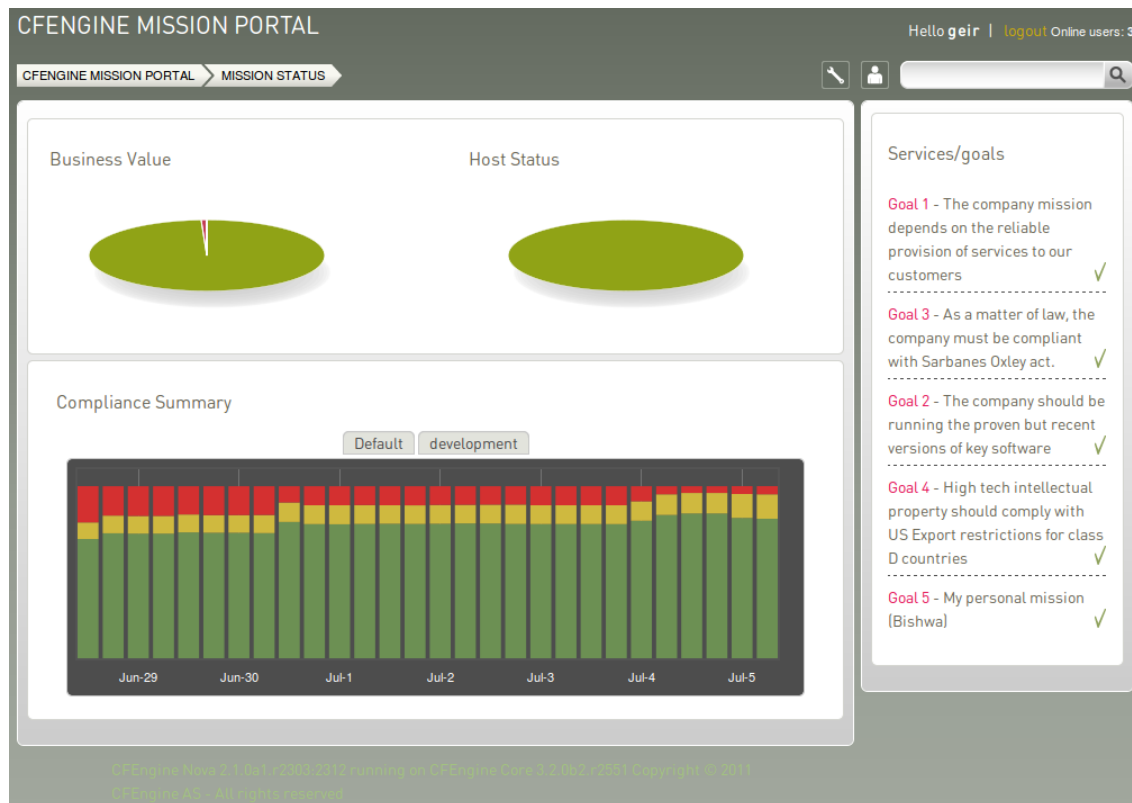 CFENGINE MISSION PORTAL
Hello geir | logout Online users: 3
CFENGINE MISSION PORTAL
MISSION STATUS
Business Value
Host Status
Compliance Summary
Default
development
Jun-29
Jun-30
Jul-1
Jul-2
Jul-3
Jul-4
Jul-5
Services/goals
Goal 1 - The company mission
depends on the reliable
provision of services to our
customers
Goal 3 - As a matter of law, the
company must be compliant
with Sarbanes Oxley act.
Goal 2 - The company should be
running the proven but recent
versions of key software
Goal 4 - High tech intellectual
property should comply with
US Export restrictions for class
D countries
Goal 5 - My personal mission
(Bishwa)
CFEngine Nova 2.1.0a1.r2303:2312 running on CFEngine Core 3.2.0b2.r2551 Copyright © 2011
CFEngine AS - All rights reserved